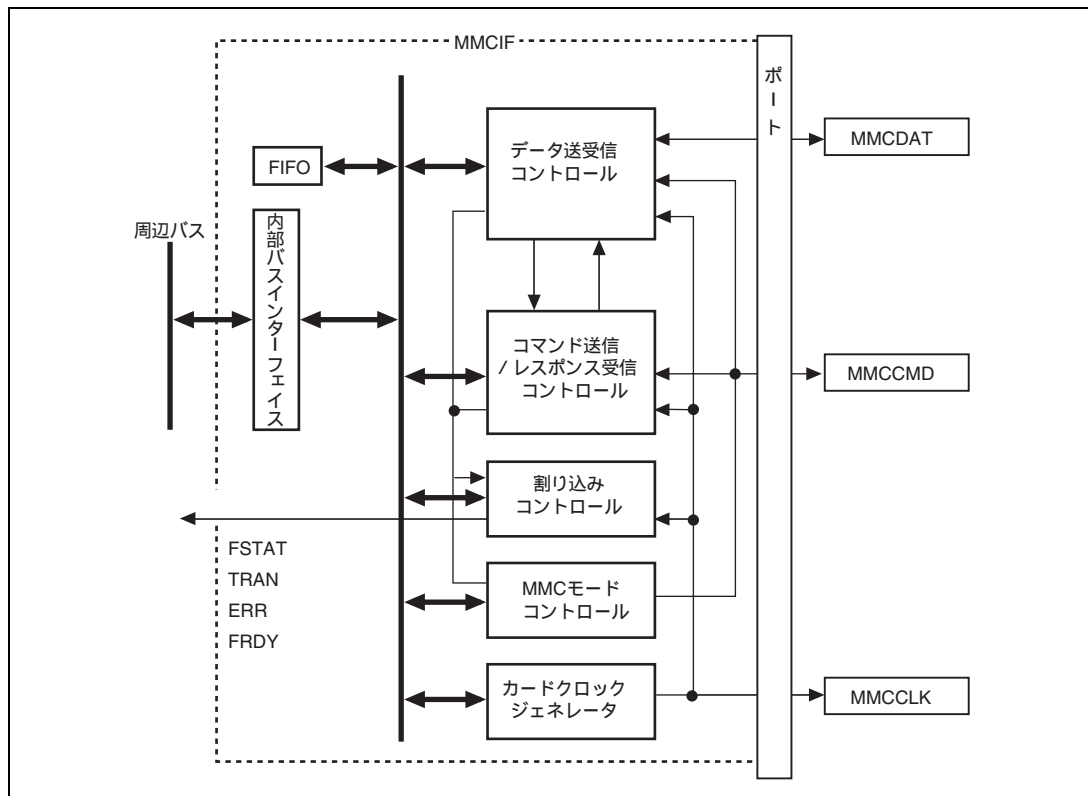 MMCIF
ポート
データ送受信
コントロール
MMCDAT
FIFO
周辺バス
内部バスインターフェイス
コマンド送信
/ レスポンス受信
コントロール
MMCCMD
割り込み
コントロール
FSTAT
TRAN
ERR
FRDY
MMCモード
コントロール
カードクロック
ジェネレータ
MMCCLK